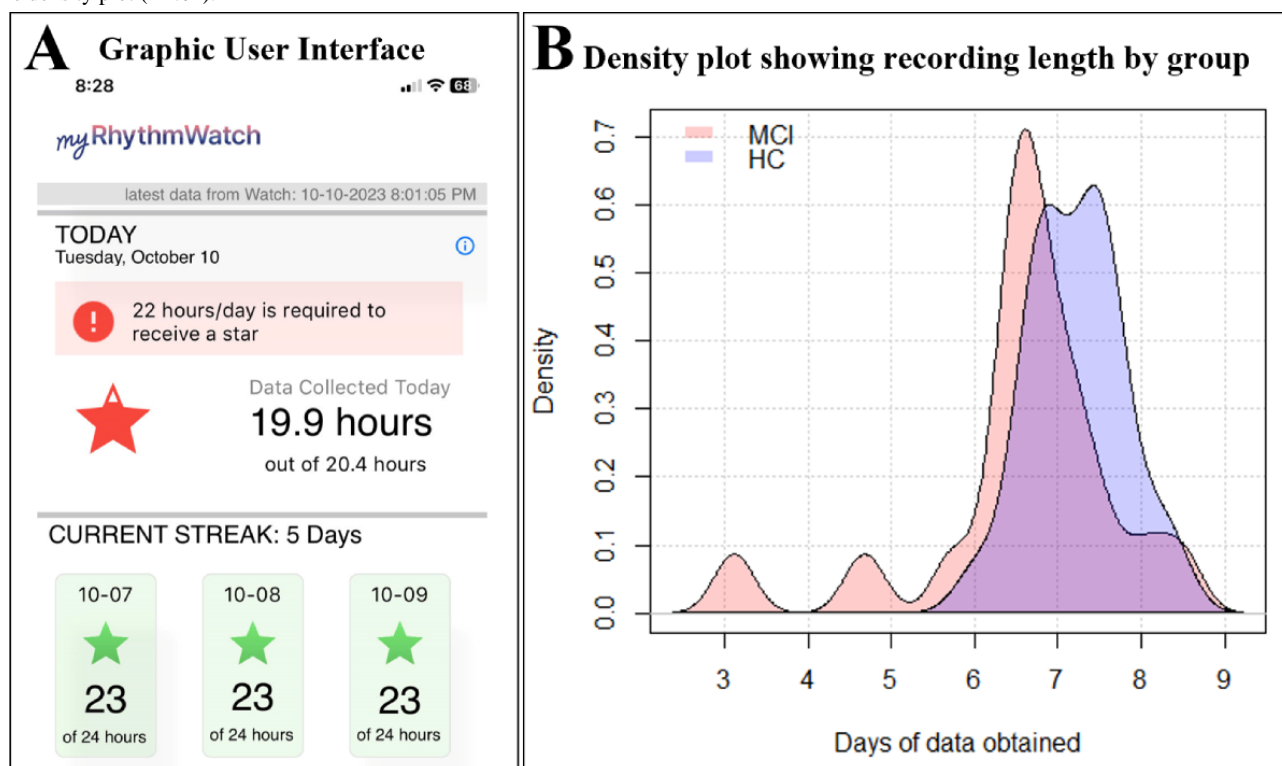 A Graphic User Interface
8:28
68
myRhythmWatch
latest data from Watch: 10-10-2023 8:01:05 PM
TODAY
Tuesday, October 10
22 hours/day is required to
receive a star
Data Collected Today
19.9 hours
out of 20.4 hours
CURRENT STREAK: 5 Days
10-07
10-08
10-09
23
23
23
of 24 hours
of 24 hours
of 24 hours
B Density plot showing recording length by group
MCI
HC
Density
0.7
0.6
0.5
0.4
0.3
0.2
0.1
0.0
3 4 5 6 7 8 9
Days of data obtained